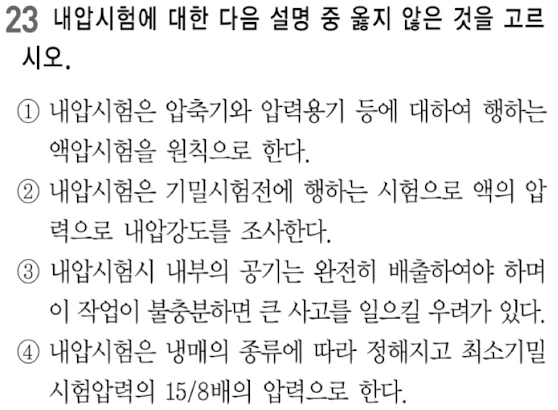 23 내압시험에 대한 다음 설명 중 옳지 않은 것을 고르
시오.
① 내압시험은 압축기와 압력용기 등에 대하여 행하는
액압시험을 원칙으로 한다.
② 내압시험은 기밀시험전에 행하는 시험으로 액의 압
력으로 내압강도를 조사한다.
③ 내압시험시 내부의 공기는 완전히 배출하여야 하며
이 작업이 불충분하면 큰 사고를 일으킬 우려가 있다.
④ 내압시험은 냉매의 종류에 따라 정해지고 최소기밀
시험압력의 15/8배의 압력으로 한다.